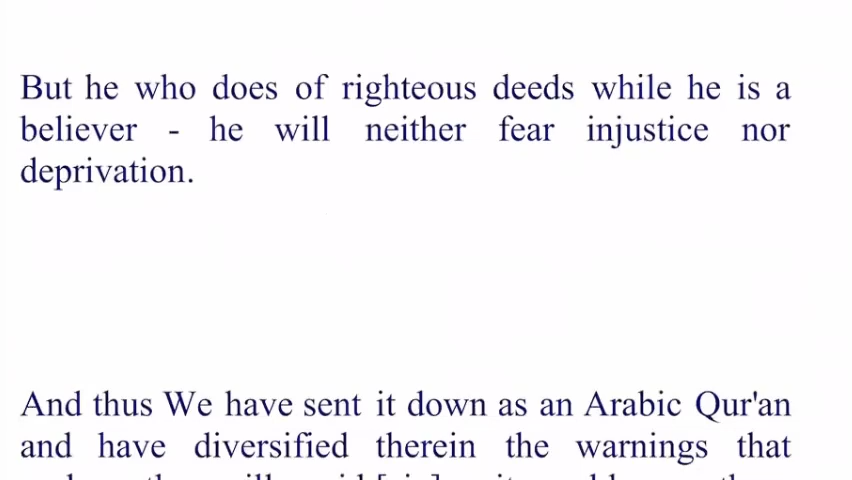 But he who does of righteous deeds while he is a
believer - he will neither fear injustice nor
deprivation.
And thus We have sent it down as an Arabic Qur'an
and have diversified therein the warnings that